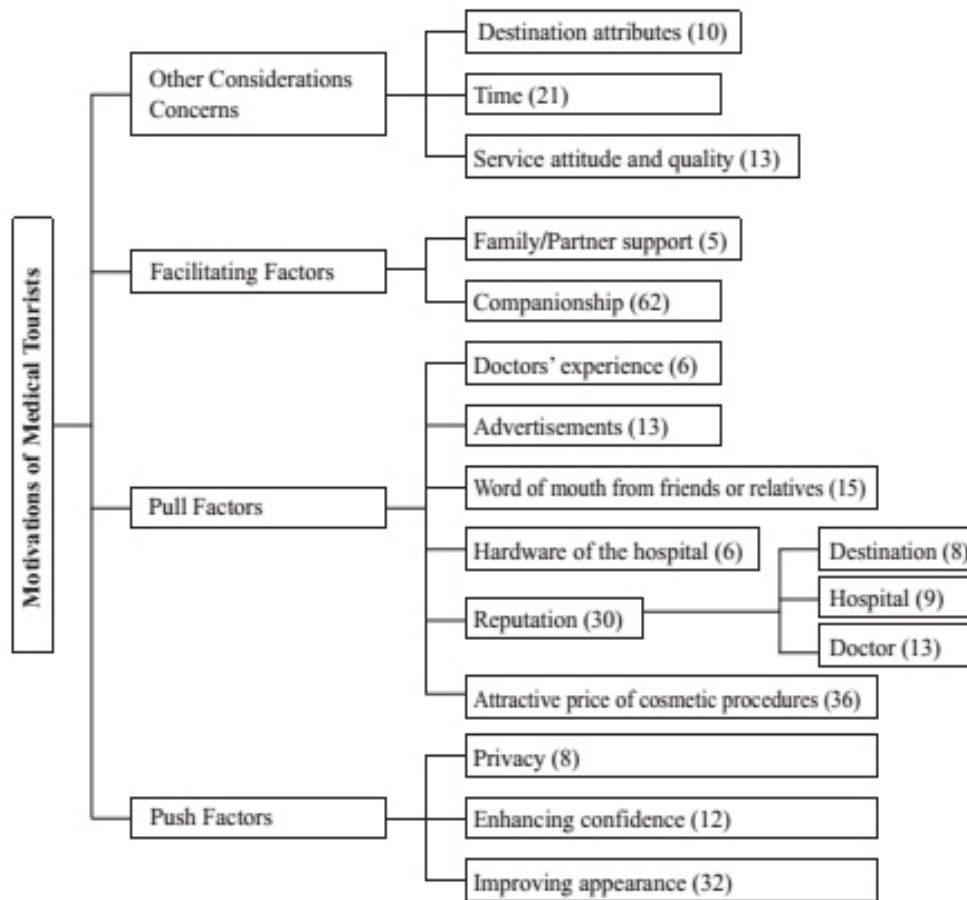 Motivations of Medical Tourists
Other Considerations
Concerns
Destination attributes (10)
Time (21)
Service attitude and quality (13)
Facilitating Factors
Family/Partner support (5)
Companionship (62)
Pull Factors
Doctors’ experience (6)
Advertisements (13)
Word of mouth from friends or relatives (15)
Hardware of the hospital (6)
Reputation (30)
Destination (8)
Hospital (9)
Doctor (13)
Attractive price of cosmetic procedures (36)
Push Factors
Privacy (8)
Enhancing confidence (12)
Improving appearance (32)